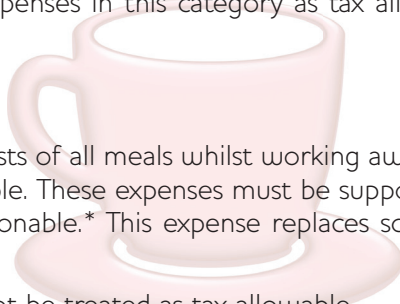 penses in this category as tax all
sts of all meals whilst working aw
le. These expenses must be suppo
onable.* This expense replaces so
t be treated as tax allowable